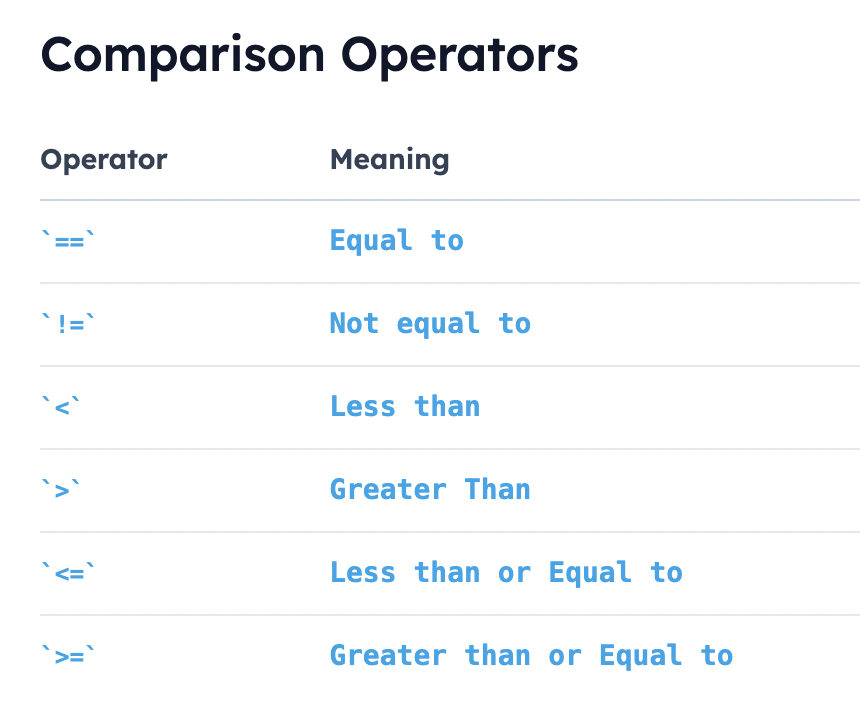 Comparison Operators
Operator Meaning
`==` Equal to
`!=` Not equal to
`<` Less than
`>` Greater Than
`<=` Less than or Equal to
`>=` Greater than or Equal to